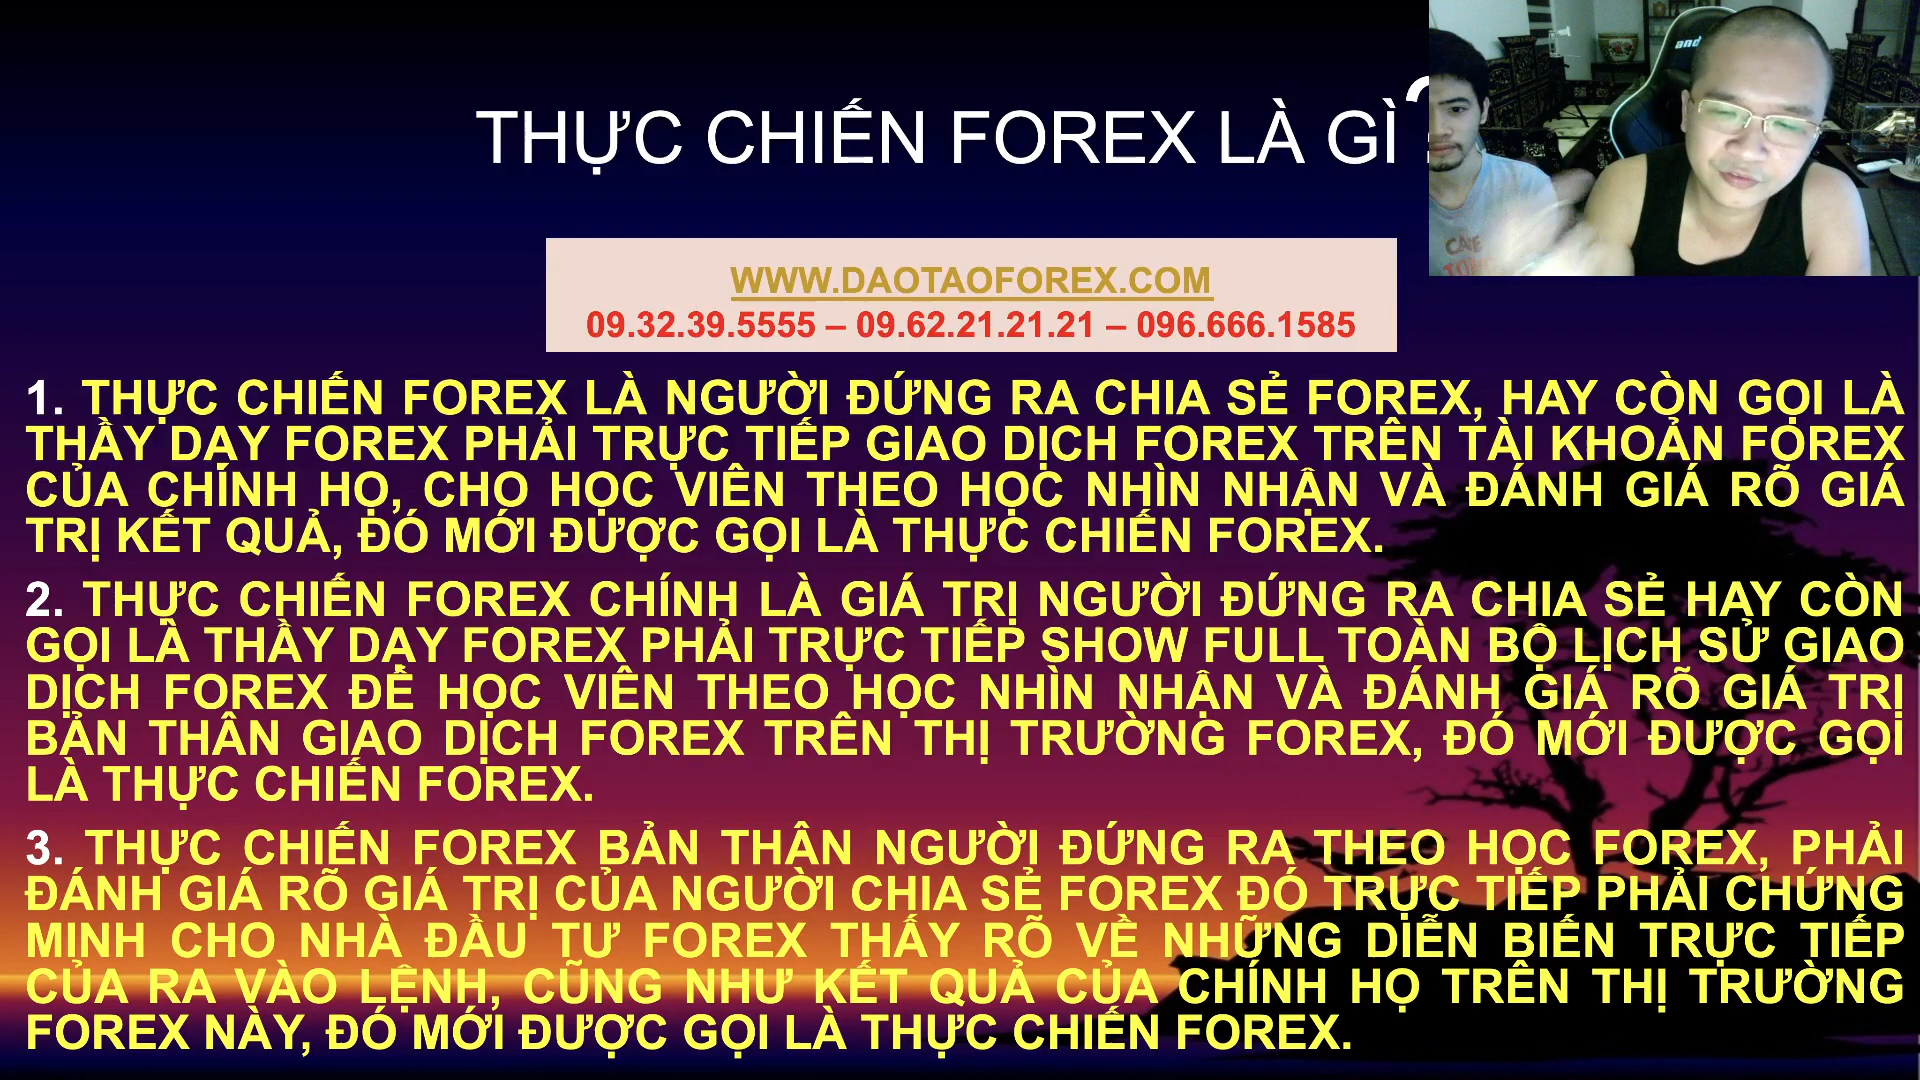 THỰC CHIẾN FOREX LÀ GÌ ?
and
CAFE
WWW.DAOTAOFOREX.COM
09.32.39.5555 – 09.62.21.21.21 – 096.666.1585
1. THỰC CHIẾN FOREX LÀ NGƯỜI ĐỨNG RA CHIA SẺ FOREX, HAY CÒN GỌI LÀ
THẦY DẠY FOREX PHẢI TRỰC TIẾP GIAO DỊCH FOREX TRÊN TÀI KHOẢN FOREX
CỦA CHÍNH HỌ, CHO HỌC VIÊN THEO HỌC NHÌN NHẬN VÀ ĐÁNH GIÁ RÕ GIÁ
TRỊ KẾT QUẢ, ĐÓ MỚI ĐƯỢC GỌI LÀ THỰC CHIẾN FOREX.
2. THỰC CHIẾN FOREX CHÍNH LÀ GIÁ TRỊ NGƯỜI ĐỨNG RA CHIA SẺ HAY CÒN
GỌI LÀ THẦY DẠY FOREX PHẢI TRỰC TIẾP SHOW FULL TOÀN BỘ LỊCH SỬ GIAO
DỊCH FOREX ĐỂ HỌC VIÊN THEO HỌC NHÌN NHẬN VÀ ĐÁNH GIÁ RÕ GIÁ TRỊ
BẢN THÂN GIAO DỊCH FOREX TRÊN THỊ TRƯỜNG FOREX, ĐÓ MỚI ĐƯỢC GỌI
LÀ THỰC CHIẾN FOREX.
3. THỰC CHIẾN FOREX BẢN THÂN NGƯỜI ĐỨNG RA THEO HỌC FOREX, PHẢI
ĐÁNH GIÁ RÕ GIÁ TRỊ CỦA NGƯỜI CHIA SẺ FOREX ĐÓ TRỰC TIẾP PHẢI CHỨNG
MINH CHO NHÀ ĐẦU TƯ FOREX THẤY RÕ VỀ NHỮNG DIỄN BIẾN TRỰC TIẾP
CỦA RA VÀO LỆNH, CŨNG NHƯ KẾT QUẢ CỦA CHÍNH HỌ TRÊN THỊ TRƯỜNG
FOREX NÀY, ĐÓ MỚI ĐƯỢC GỌI LÀ THỰC CHIẾN FOREX.